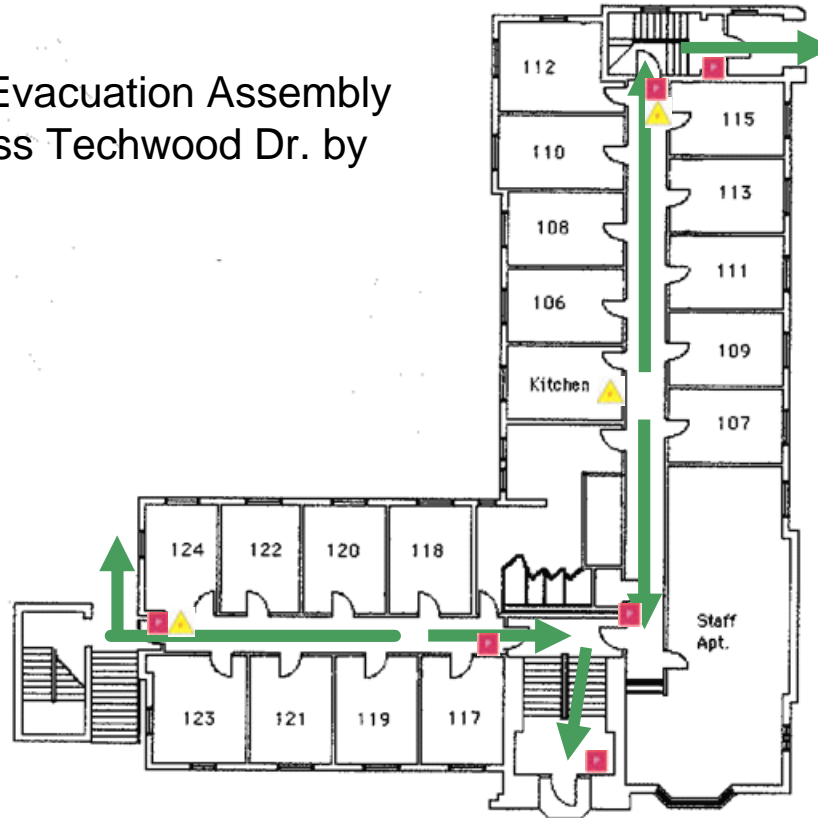 Evacuation Assembly
ss Techwood Dr. by
112
115
110
113
108
111
106
109
Kitchen
107
124
122
120
118
Staff
Apt.
123
121
119
117
P
P
P
P
P
P